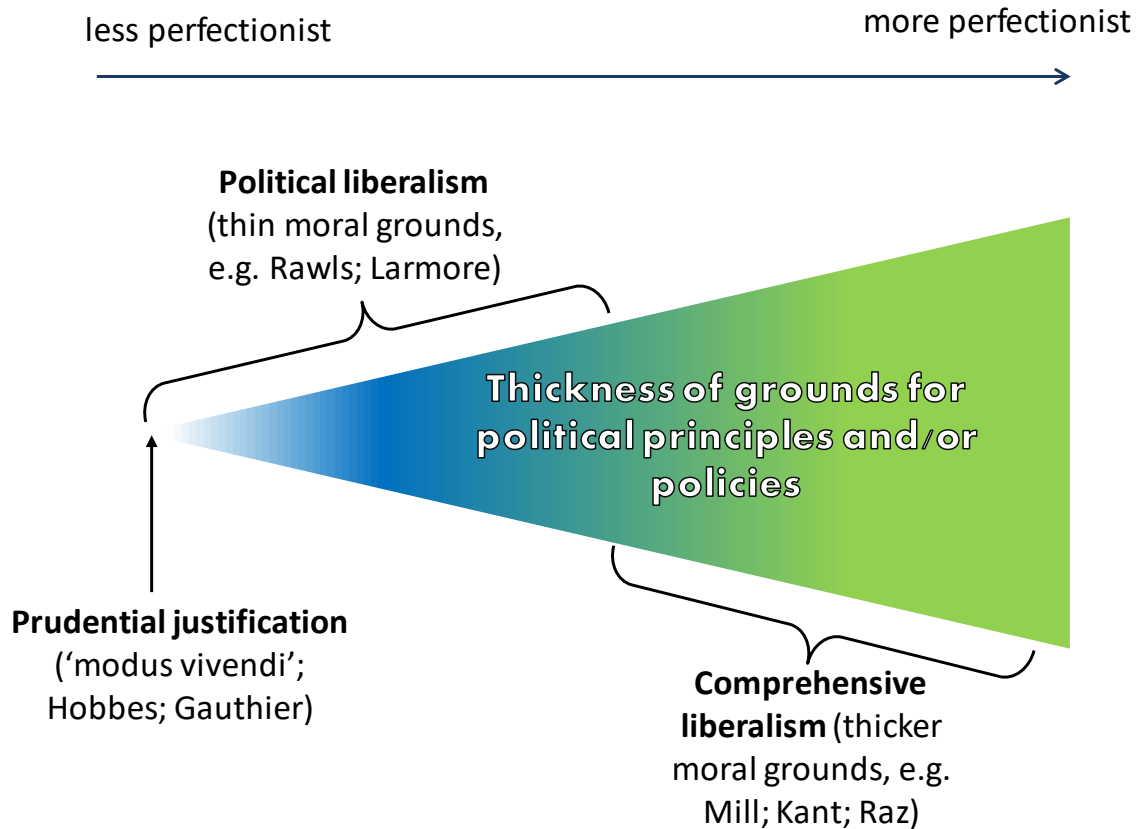 less perfectionist
more perfectionist
Political liberalism
(thin moral grounds,
e.g. Rawls; Larmore)
Thickness of grounds for
political principles and/or
policies
Prudential justification
(‘modus vivendi’;
Hobbes; Gauthier)
Comprehensive
liberalism (thicker
moral grounds, e.g.
Mill; Kant; Raz)